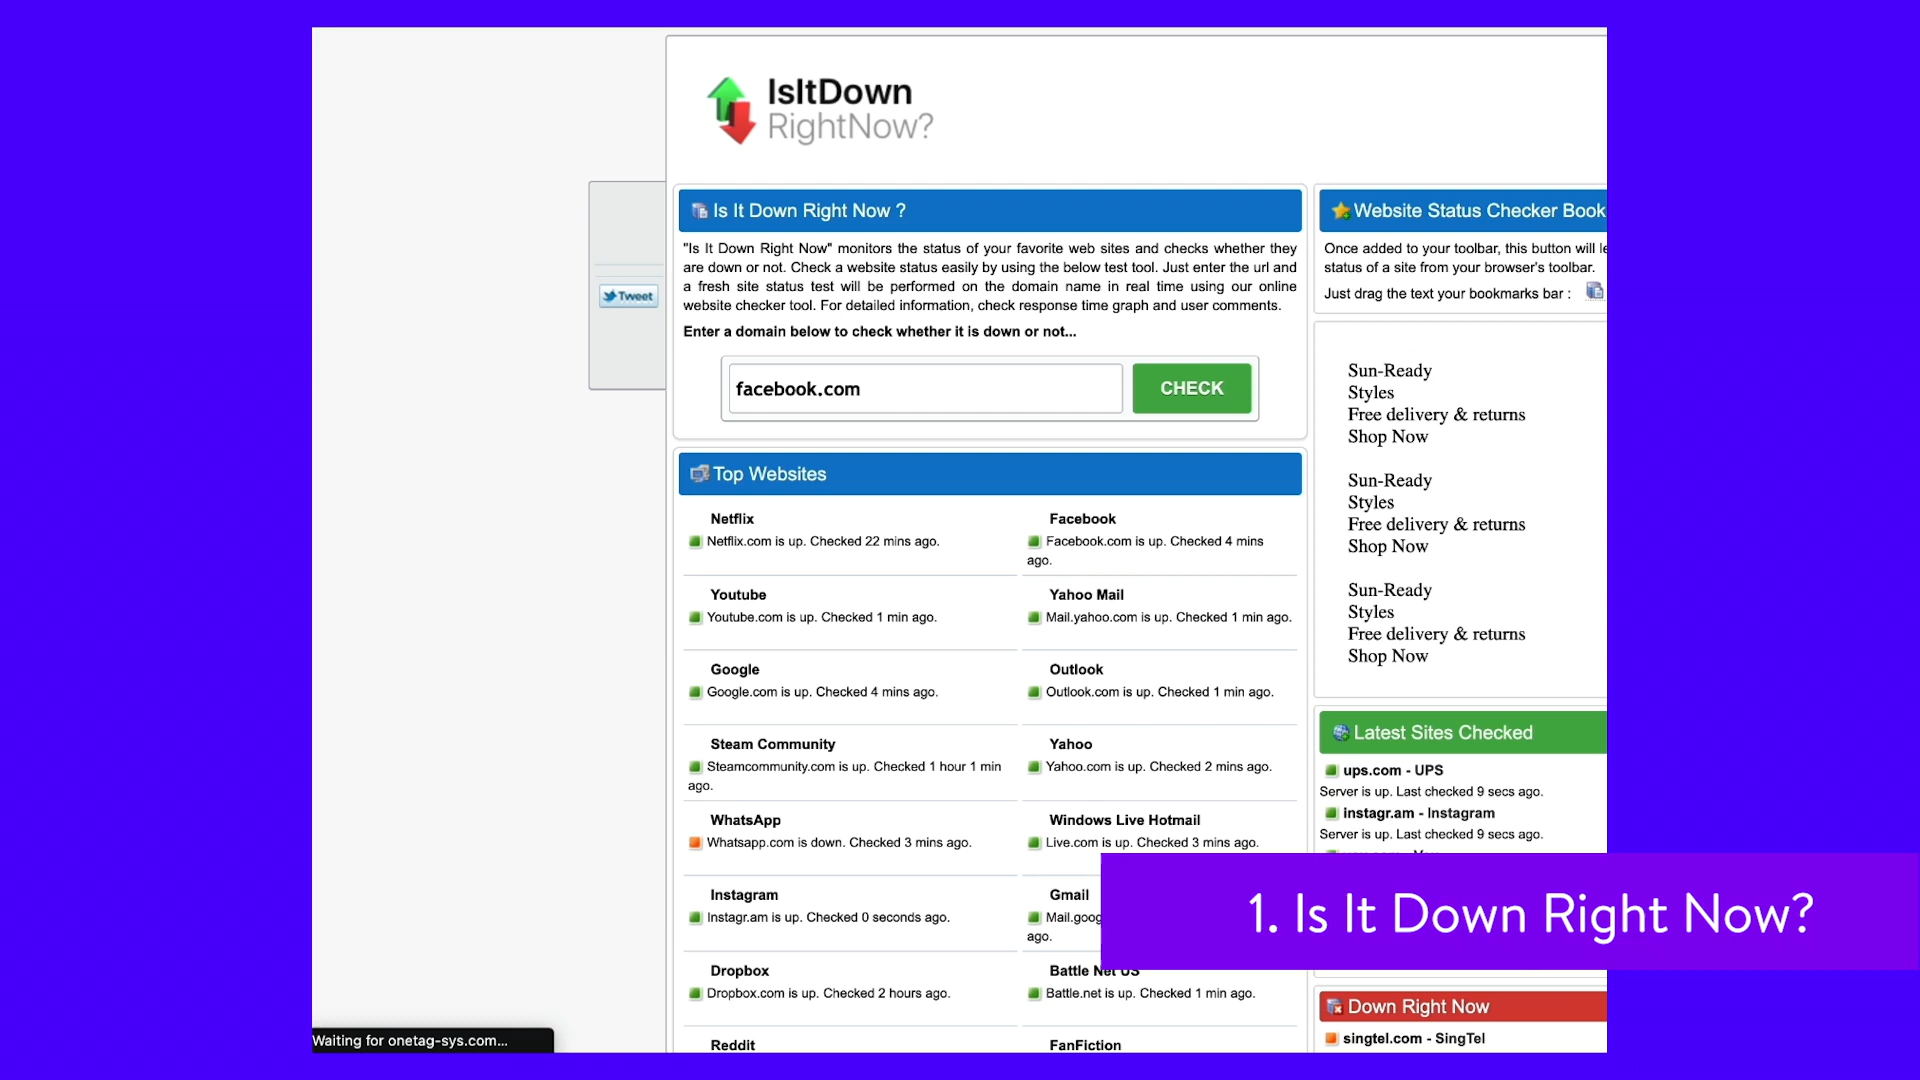 IsItDown
RightNow?
Is It Down Right Now ?
"Is It Down Right Now" monitors the status of your favorite web sites and checks whether they
are down or not. Check a website status easily by using the below test tool. Just enter the url and
a fresh site status test will be performed on the domain name in real time using our online
website checker tool. For detailed information, check response time graph and user comments.
Enter a domain below to check whether it is down or not...
facebook.com
CHECK
Tweet
Website Status Checker Book
Once added to your toolbar, this button will le
status of a site from your browser's toolbar.
Just drag the text your bookmarks bar :
Sun-Ready
Styles
Free delivery & returns
Shop Now
Sun-Ready
Styles
Free delivery & returns
Shop Now
Sun-Ready
Styles
Free delivery & returns
Shop Now
Top Websites
Netflix
Netflix.com is up. Checked 22 mins ago.
Facebook
Facebook.com is up. Checked 4 mins
ago.
Youtube
Youtube.com is up. Checked 1 min ago.
Yahoo Mail
Mail.yahoo.com is up. Checked 1 min ago.
Google
Google.com is up. Checked 4 mins ago.
Outlook
Outlook.com is up. Checked 1 min ago.
Steam Community
Steamcommunity.com is up. Checked 1 hour 1 min
ago.
Yahoo
Yahoo.com is up. Checked 2 mins ago.
WhatsApp
Whatsapp.com is down. Checked 3 mins ago.
Windows Live Hotmail
Live.com is up. Checked 3 mins ago.
Instagram
Instagr.am is up. Checked 0 seconds ago.
Gmail
Mail.goog
ago.
Dropbox
Dropbox.com is up. Checked 2 hours ago.
Battle Net US
Battle.net is up. Checked 1 min ago.
Reddit
FanFiction
Latest Sites Checked
ups.com - UPS
Server is up. Last checked 9 secs ago.
instagr.am - Instagram
Server is up. Last checked 9 secs ago.
1. Is It Down Right Now?
Down Right Now
singtel.com - SingTel
Waiting for onetag-sys.com...